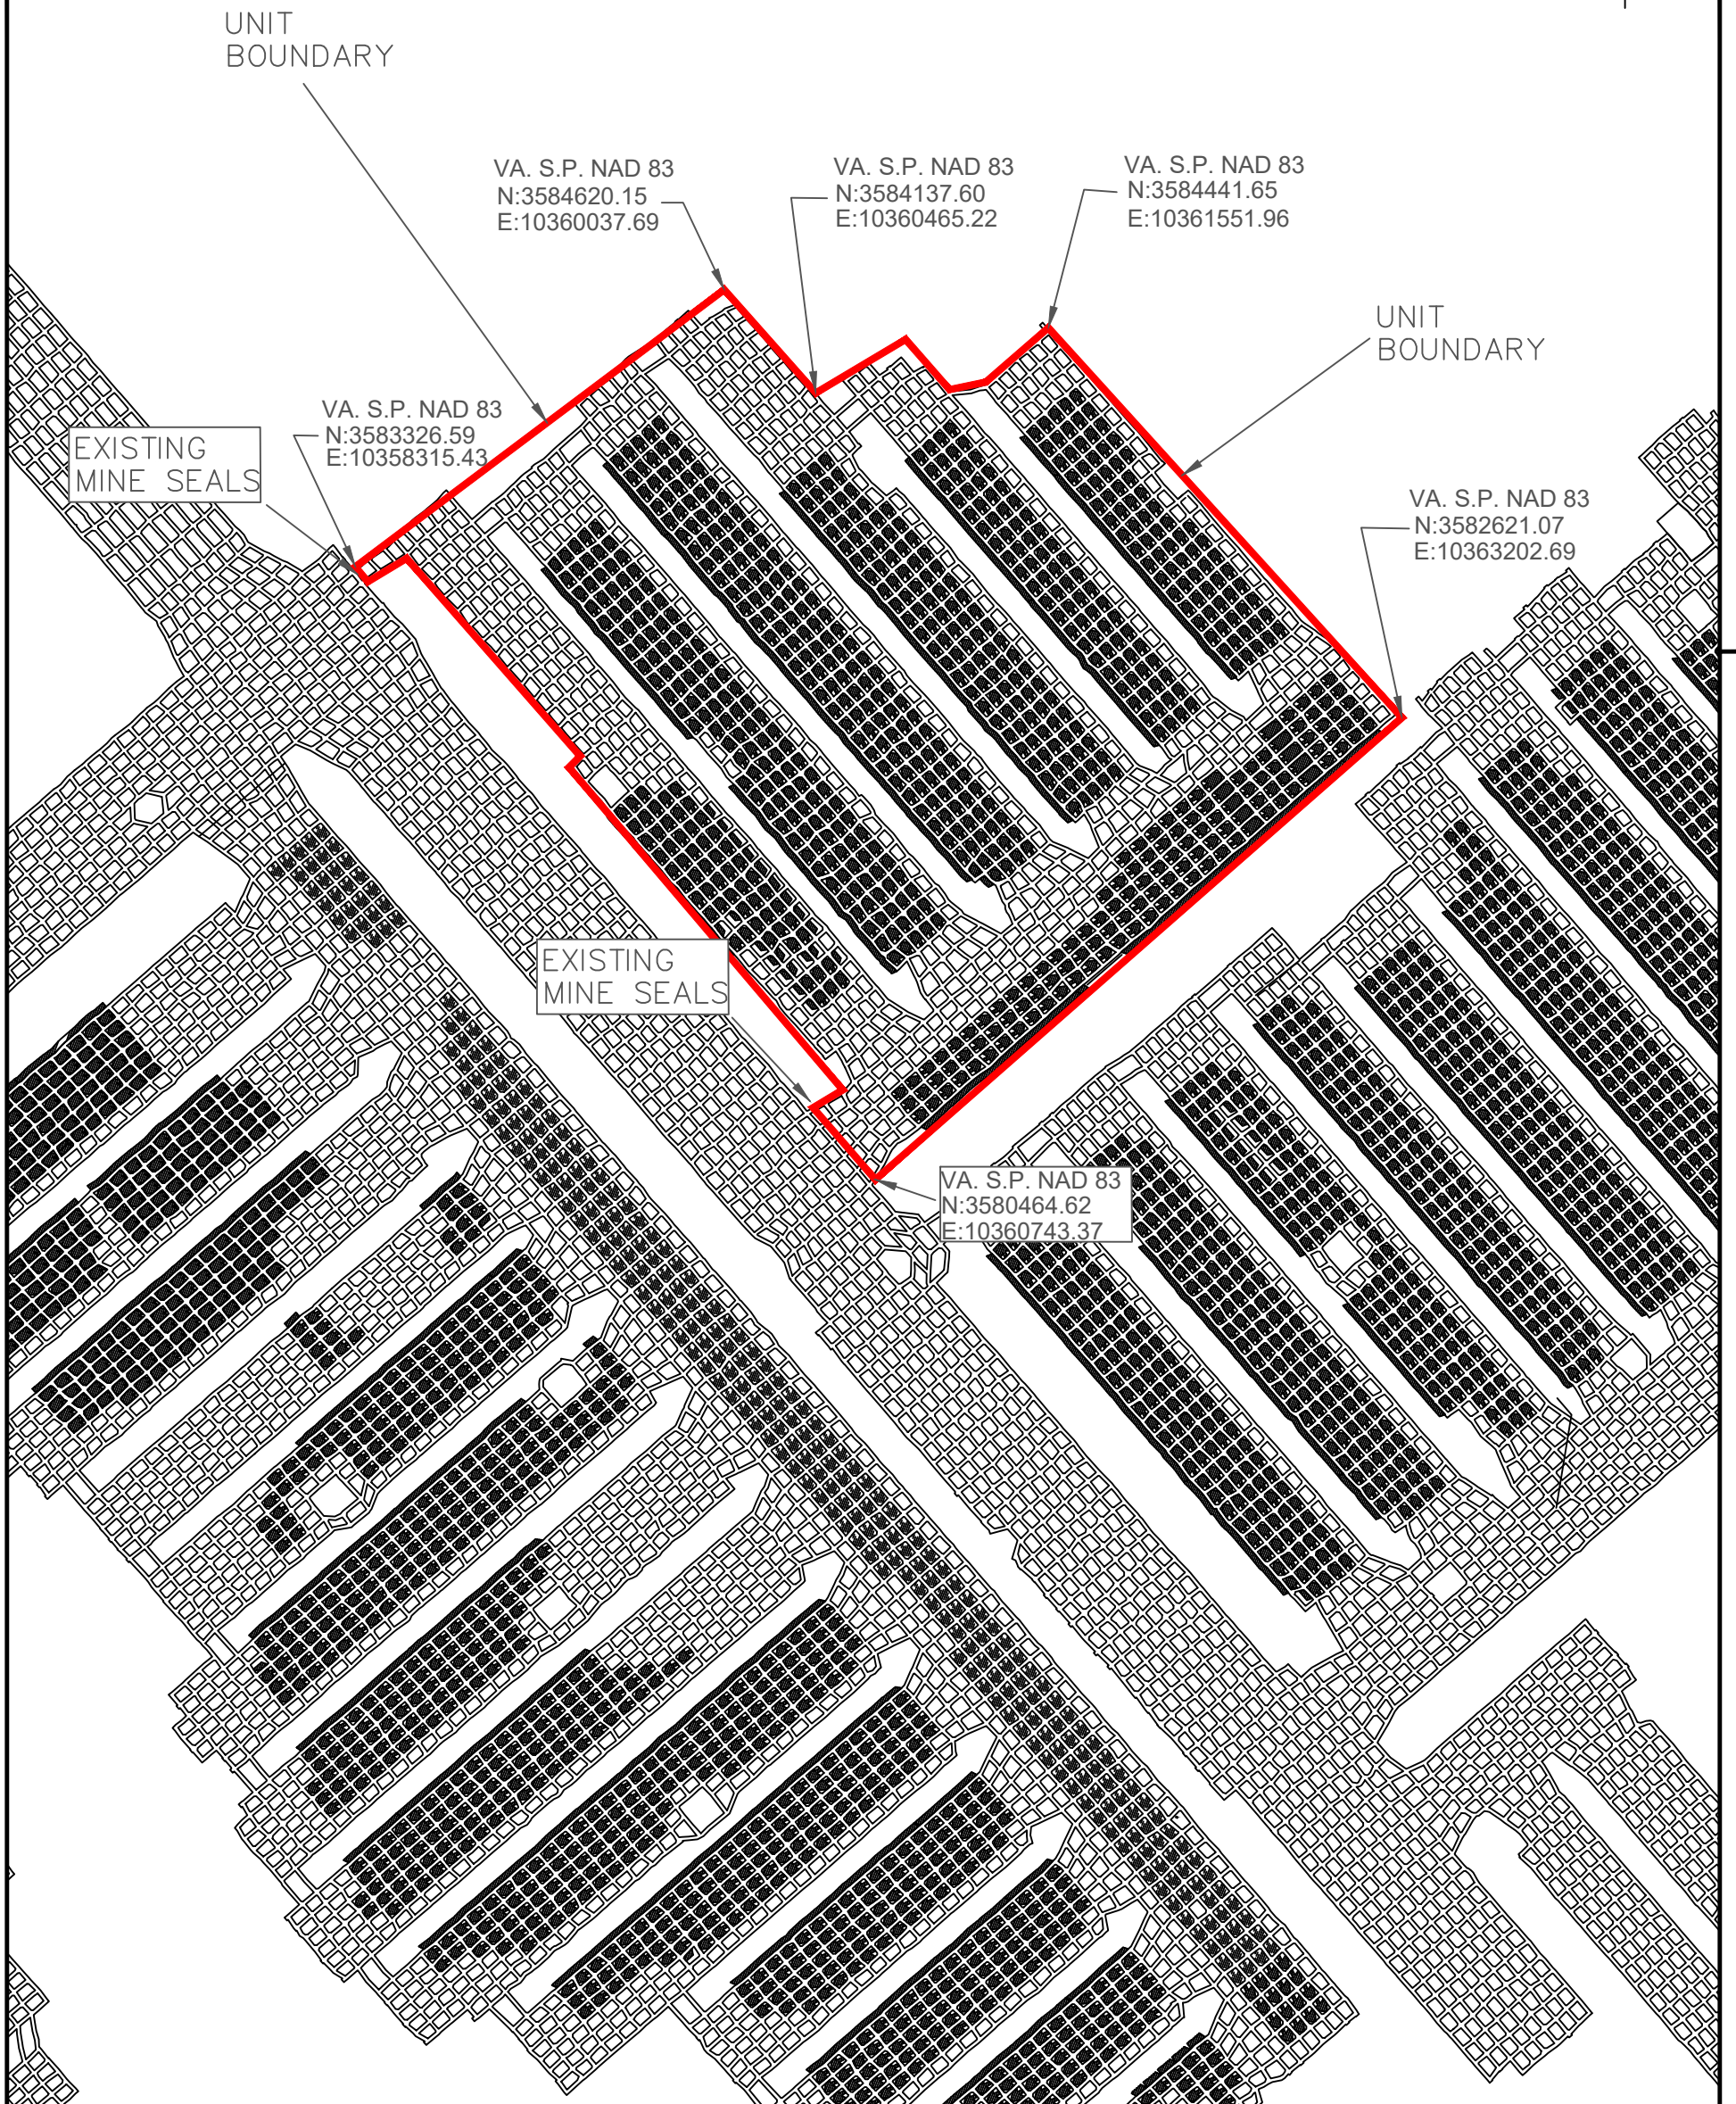 UNIT
BOUNDARY
VA. S.P. NAD 83
N:3584620.15
E:10360037.69
VA. S.P. NAD 83
N:3584137.60
E:10360465.22
VA. S.P. NAD 83
N:3584441.65
E:10361551.96
UNIT
BOUNDARY
VA. S.P. NAD 83
N:3583326.59
E:10358315.43
EXISTING
MINE SEALS
VA. S.P. NAD 83
N:3582621.07
E:10363202.69
EXISTING
MINE SEALS
VA. S.P. NAD 83
N:3580464.62
E:10360743.37